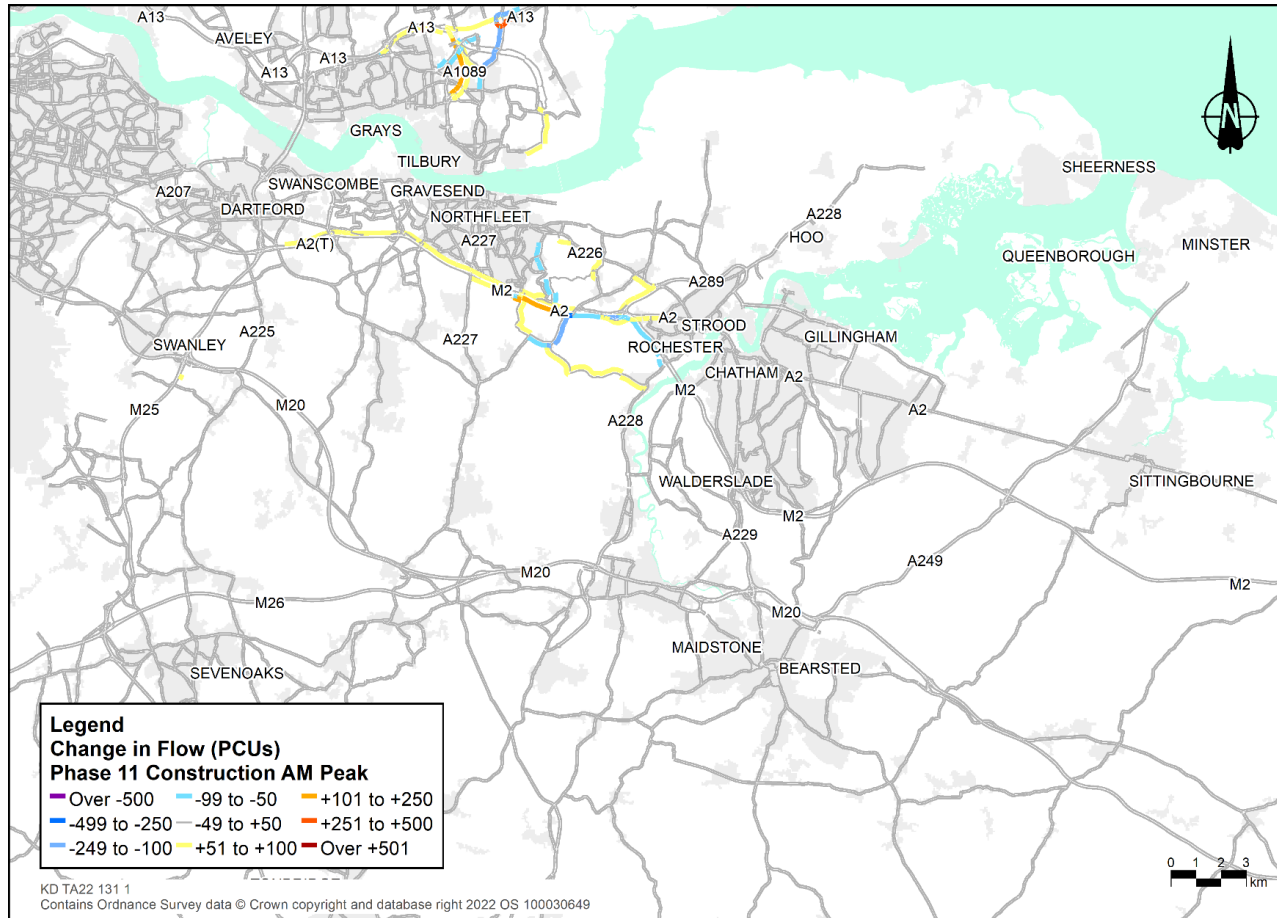 A13
A13
AVELEY
A13
A13
A13
A1089
N
GRAYS
TILBURY
SHEERNESS
SWANSCOMBE
A207
GRAVESEND
DARTFORD
NORTHFLEET
A228
HOO
A2(T)
A227
A226
MINSTER
QUEENBOROUGH
A289
M2
A2
A2
STROOD
A225
A227
SWANLEY
ROCHESTER
GILLINGHAM
CHATHAM
A2
M2
M25
M20
A2
A228
WALDERSLADE
SITTINGBOURNE
M2
A229
A249
M20
M2
M26
M20
MAIDSTONE
BEARSTED
SEVENOAKS
Legend
Change in Flow (PCUs)
Phase 11 Construction AM Peak
Over -500 -99 to -50 +101 to +250
-499 to -250 -49 to +50 +251 to +500
-249 to -100 +51 to +100 Over +501
0 1 2 3
km
KD TA22 131 1
Contains Ordnance Survey data © Crown copyright and database right 2022 OS 100030649